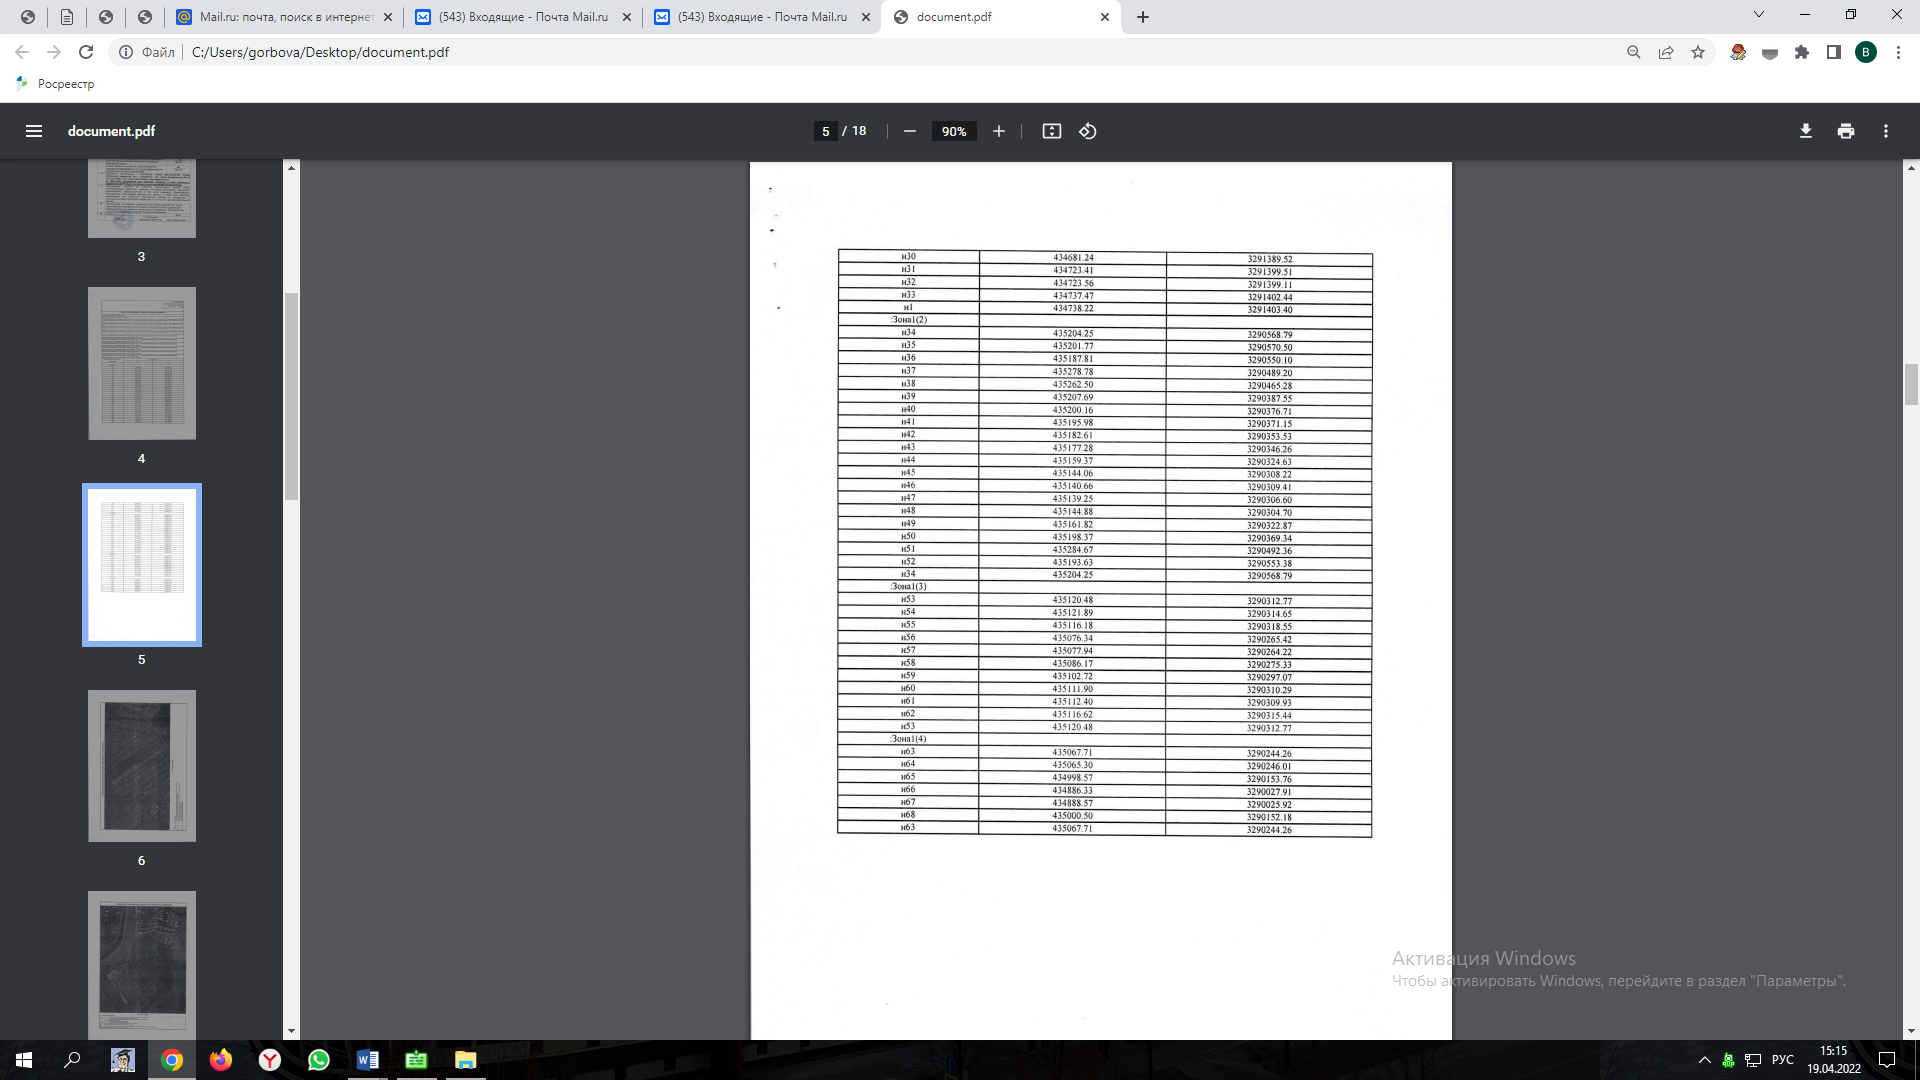 Mail.ru: почта, поиск в интернет
(543) Входящие - Почта Mail.ru
(543) Входящие - Почта Mail.ru
document.pdf
Файл
C:/Users/gorbova/Desktop/document.pdf
B
Росреестр
document.pdf
5 / 18
90%
3
4
5
6
н30 434681.24 3291389.52
н31 434723.41 3291399.51
н32 434723.56 3291399.11
н33 434737.47 3291402.44
н1 434738.22 3291403.40
:Зона1(2)
н34 435204.25 3290568.79
н35 435201.77 3290570.50
н36 435187.81 3290550.10
н37 435278.78 3290489.20
н38 435262.50 3290465.28
н39 435207.69 3290387.55
н40 435200.16 3290376.71
н41 435195.98 3290371.15
н42 435182.61 3290353.53
н43 435177.28 3290346.26
н44 435159.37 3290324.63
н45 435144.06 3290308.22
н46 435140.66 3290309.41
н47 435139.25 3290306.60
н48 435144.88 3290304.70
н49 435161.82 3290322.87
н50 435198.37 3290369.34
н51 435284.67 3290492.36
н52 435193.63 3290553.38
н34 435204.25 3290568.79
:Зона1(3)
н53 435120.48 3290312.77
н54 435121.89 3290314.65
н55 435116.18 3290318.55
н56 435076.34 3290265.42
н57 435077.94 3290264.22
н58 435086.17 3290275.33
н59 435102.72 3290297.07
н60 435111.90 3290310.29
н61 435112.40 3290309.93
н62 435116.62 3290315.44
н53 435120.48 3290312.77
:Зона1(4)
н63 435067.71 3290244.26
н64 435065.30 3290246.01
н65 434998.57 3290153.76
н66 434886.33 3290027.91
н67 434888.57 3290025.92
н68 435000.50 3290152.18
н63 435067.71 3290244.26
Активация Windows
Чтобы активировать Windows, перейдите в раздел "Параметры".
РУС
15:15
19.04.2022